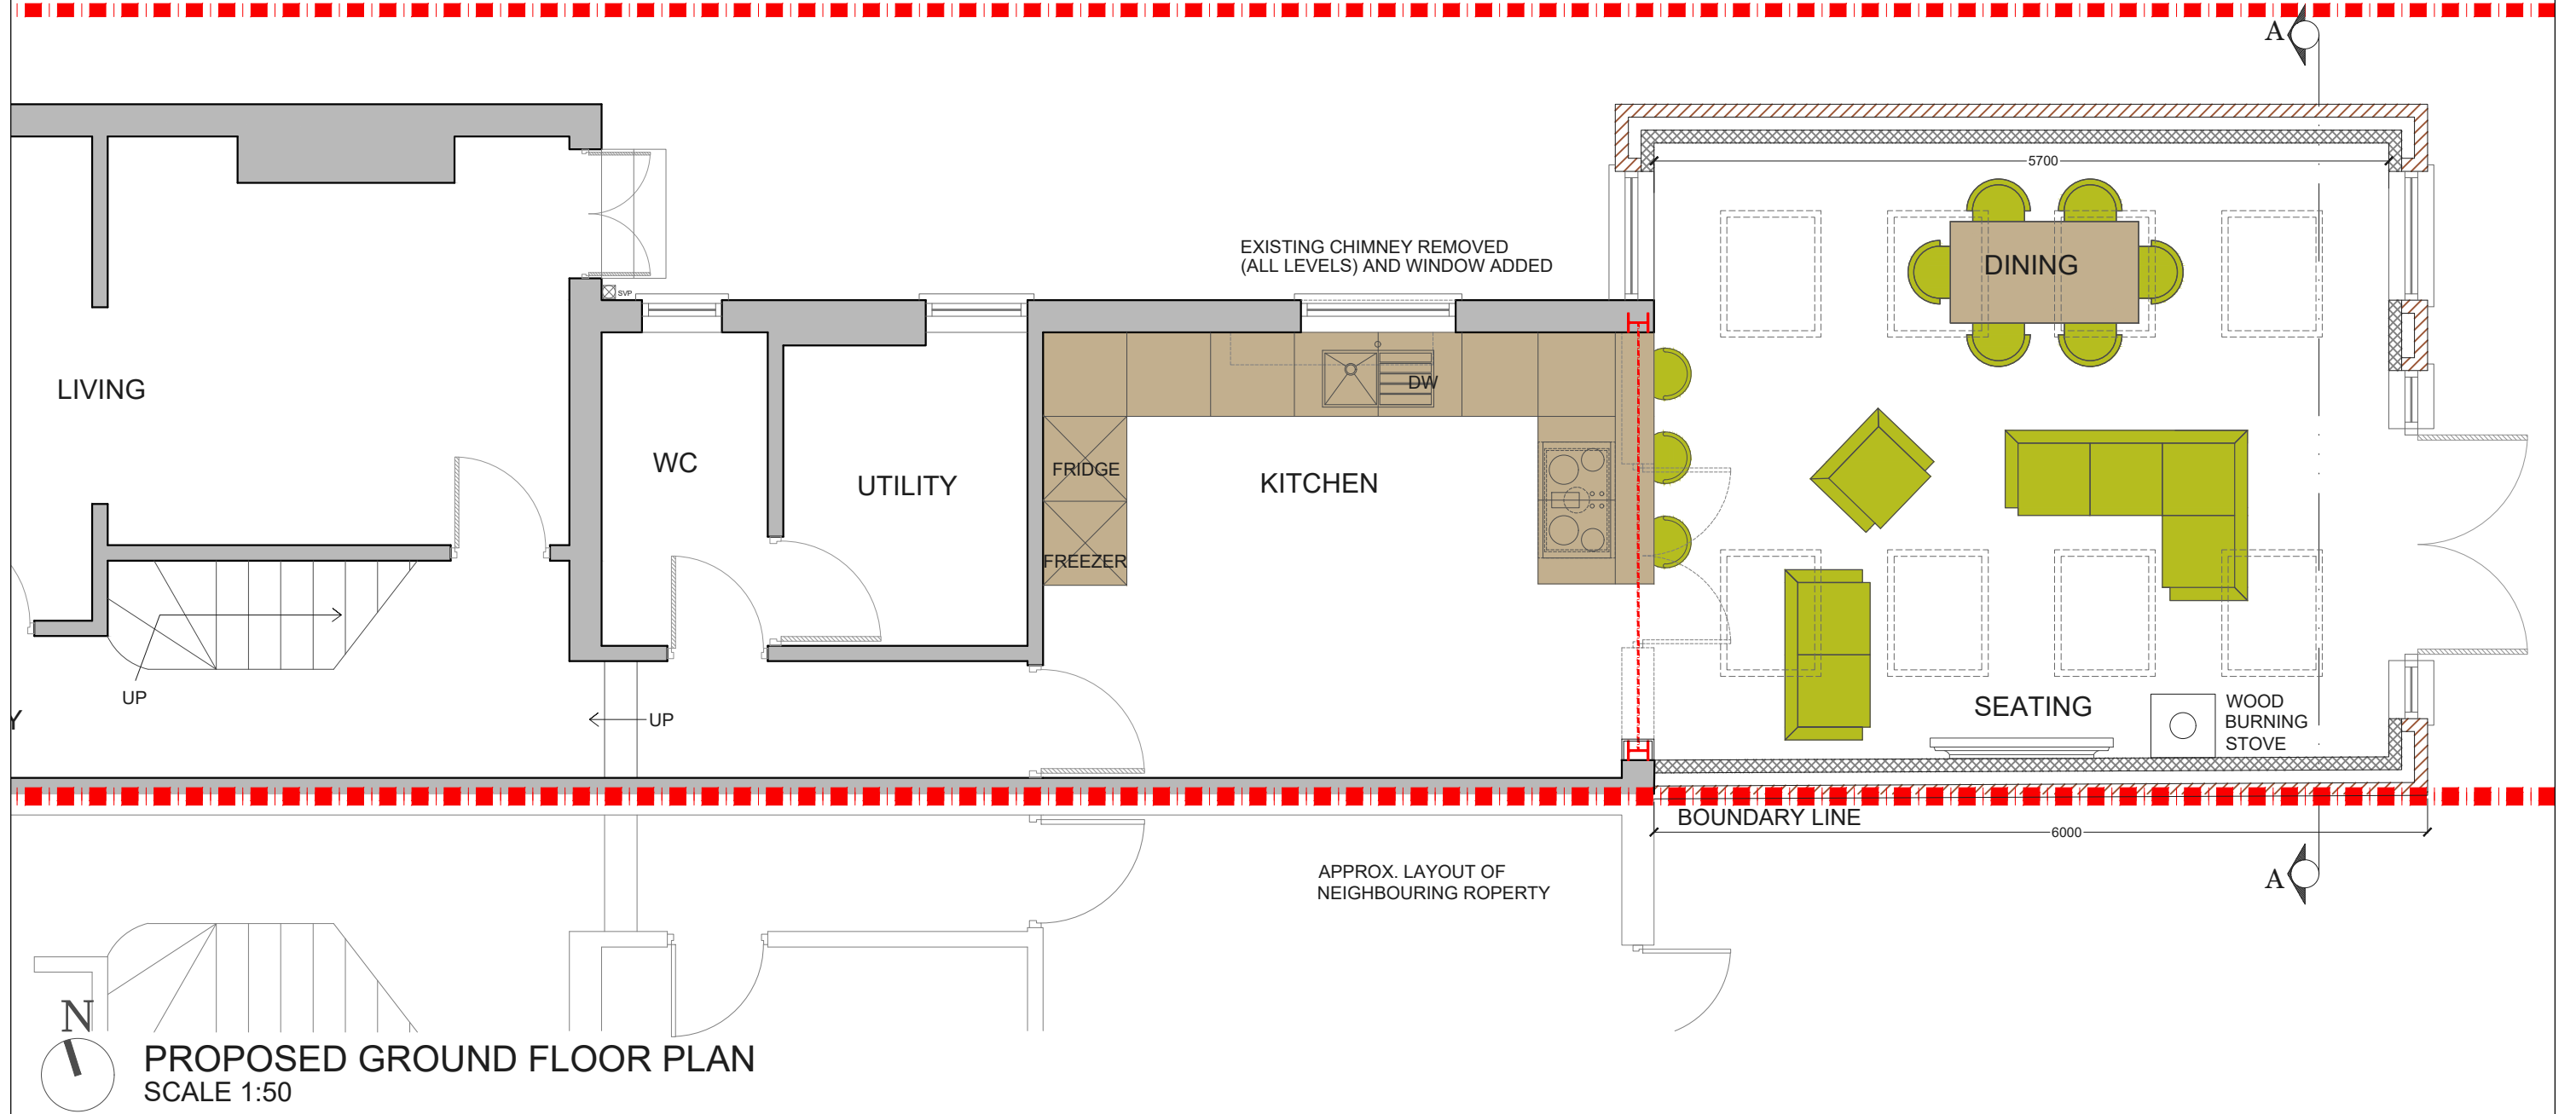 A
5700
EXISTING CHIMNEY REMOVED
(ALL LEVELS) AND WINDOW ADDED
DINING
SVP
LIVING
DW
WC
UTILITY
FRIDGE
KITCHEN
FREEZER
UP
UP
Y
SEATING
WOOD
BURNING
STOVE
BOUNDARY LINE
6000
APPROX. LAYOUT OF
NEIGHBOURING ROPERTY
A
N
PROPOSED GROUND FLOOR PLAN
SCALE 1:50